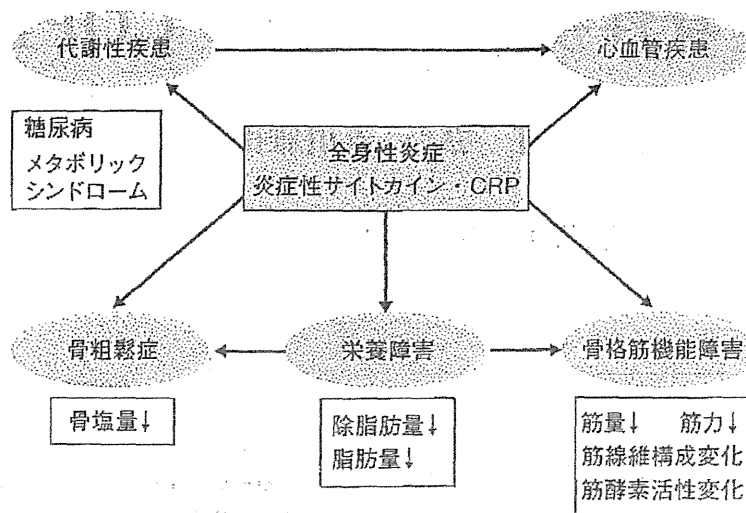 代謝性疾患
心血管疾患
糖尿病
メタボリック
シンドローム
全身性炎症
炎症性サイトカイン・CRP
骨粗鬆症
栄養障害
骨格筋機能障害
骨塩量↓
除脂肪量↓
脂肪量↓
筋量↓ 筋力↓
筋線維構成変化
筋酵素活性変化